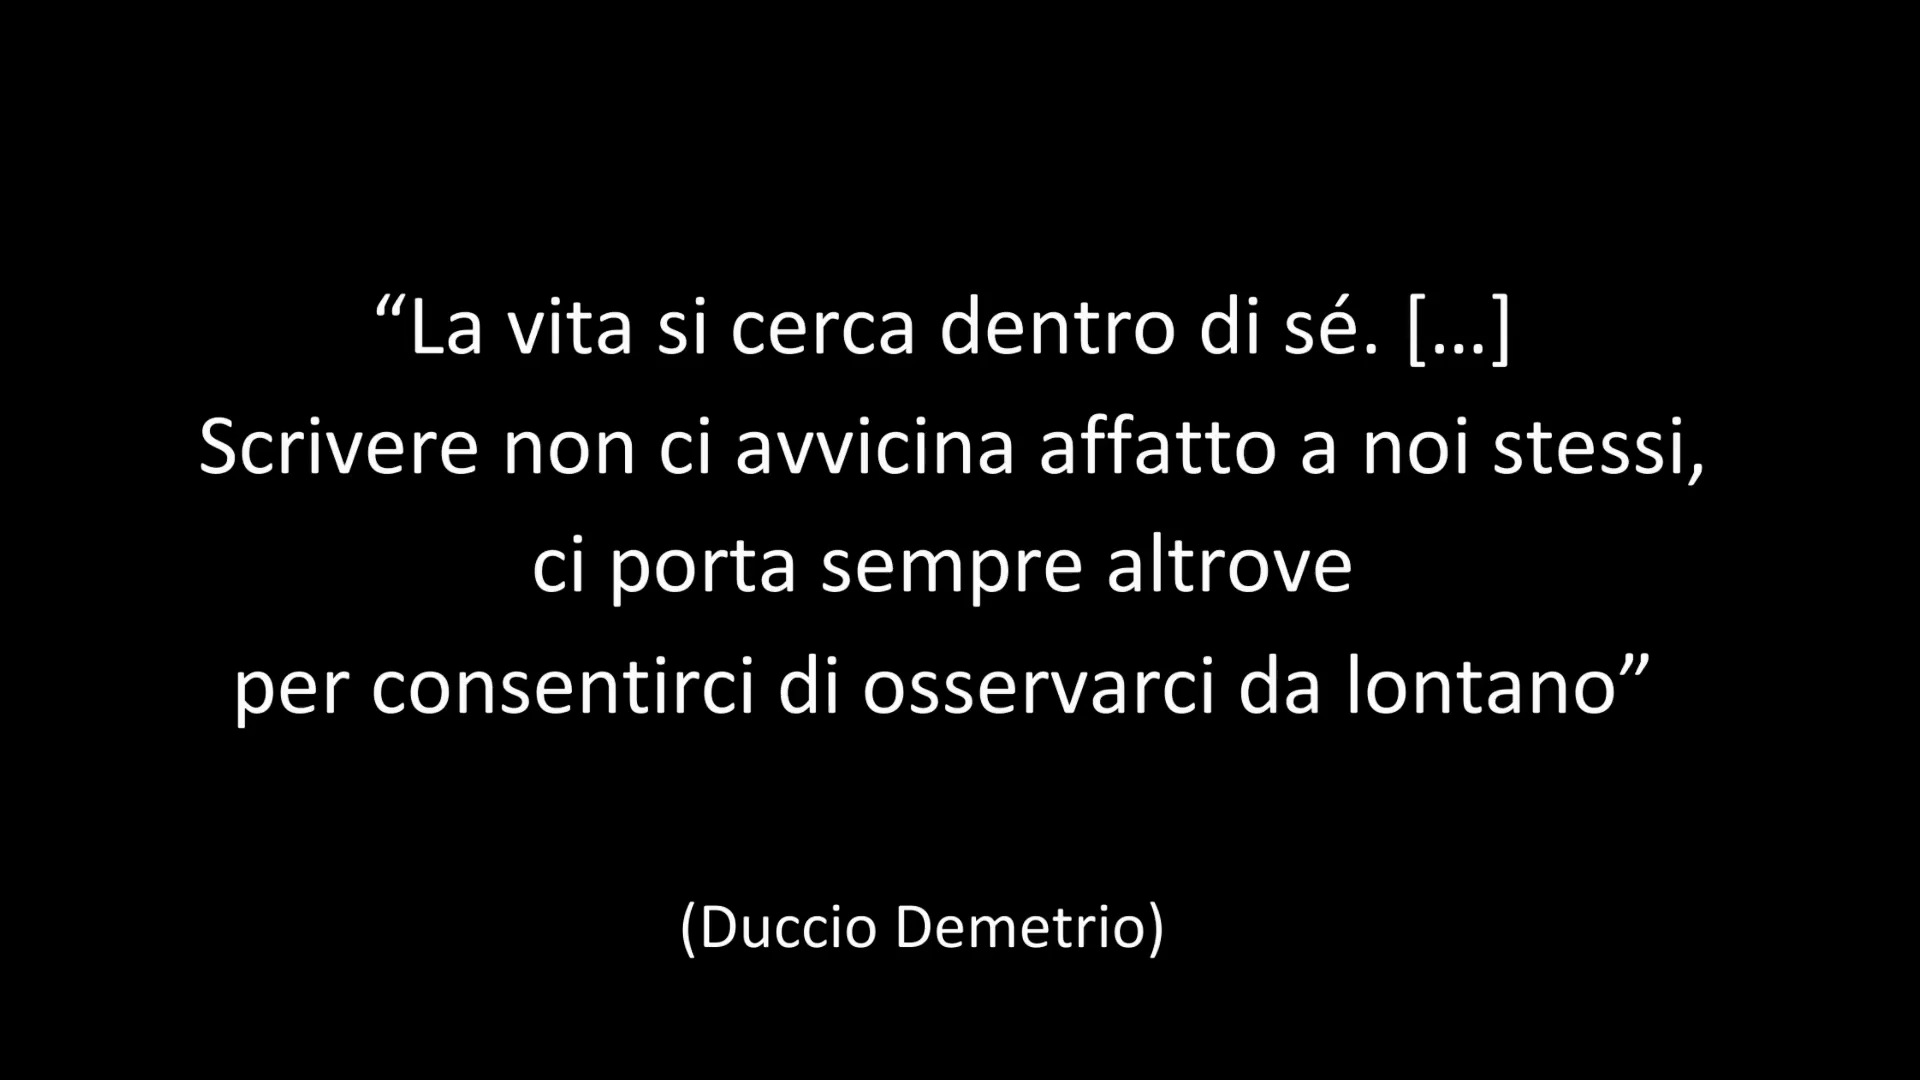 “La vita si cerca dentro di sé. […]
Scrivere non ci avvicina affatto a noi stessi,
ci porta sempre altrove
per consentirci di osservarci da lontano”
(Duccio Demetrio)